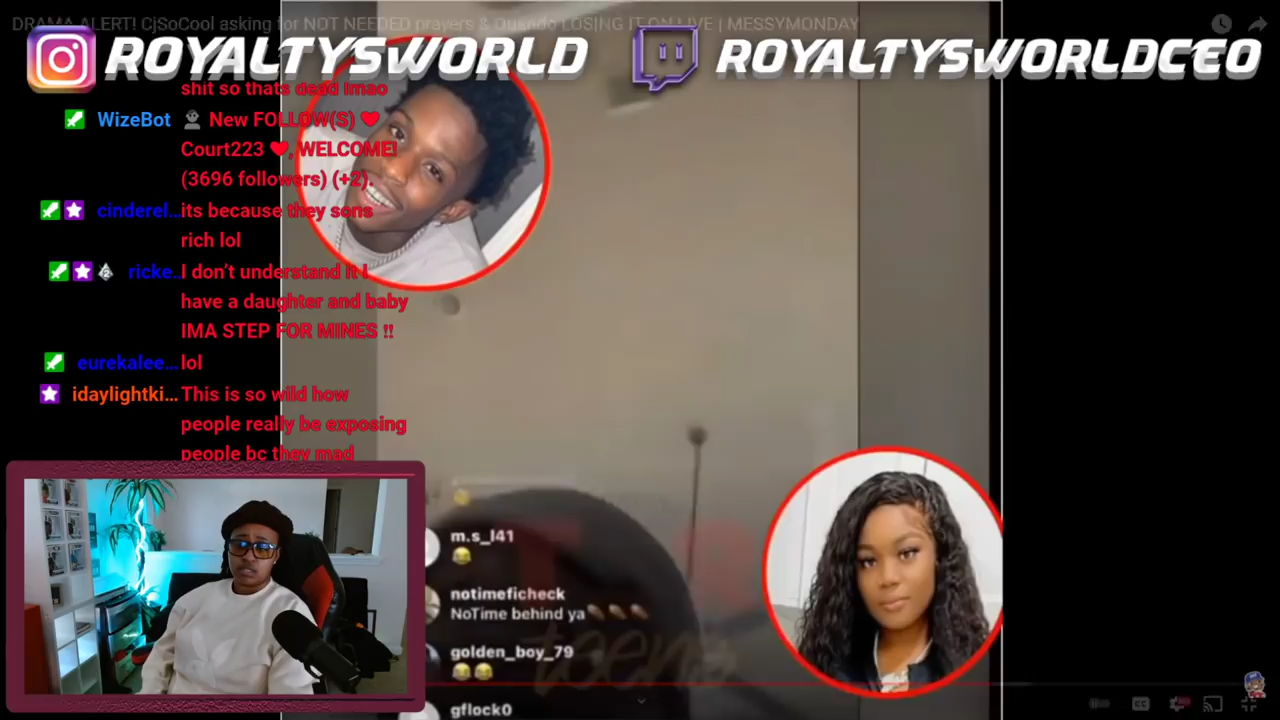 DRAMA ALERT! CjSoCool asking for NOT NEEDED prayers & Quando LOSING IT ON LIVE | MESSYMONDAY
ROYALTYSWORLD
ROYALTYSWORLDCEO
shit so thats dead lmao
WizeBot New FOLLOW(S) ❤
Court223 ❤, WELCOME!
(3696 followers) (+2).
cinderel… its because they sons
rich lol
ricke… I don’t understand it I
have a daughter and baby
IMA STEP FOR MINES ‼
eurekalee… lol
idaylightki… This is so wild how
people really be exposing
people bc they mad
m.s_l41
😂
notimeficheck
NoTime behind ya
golden_boy_79
😂😂
teens
gflock0
CC